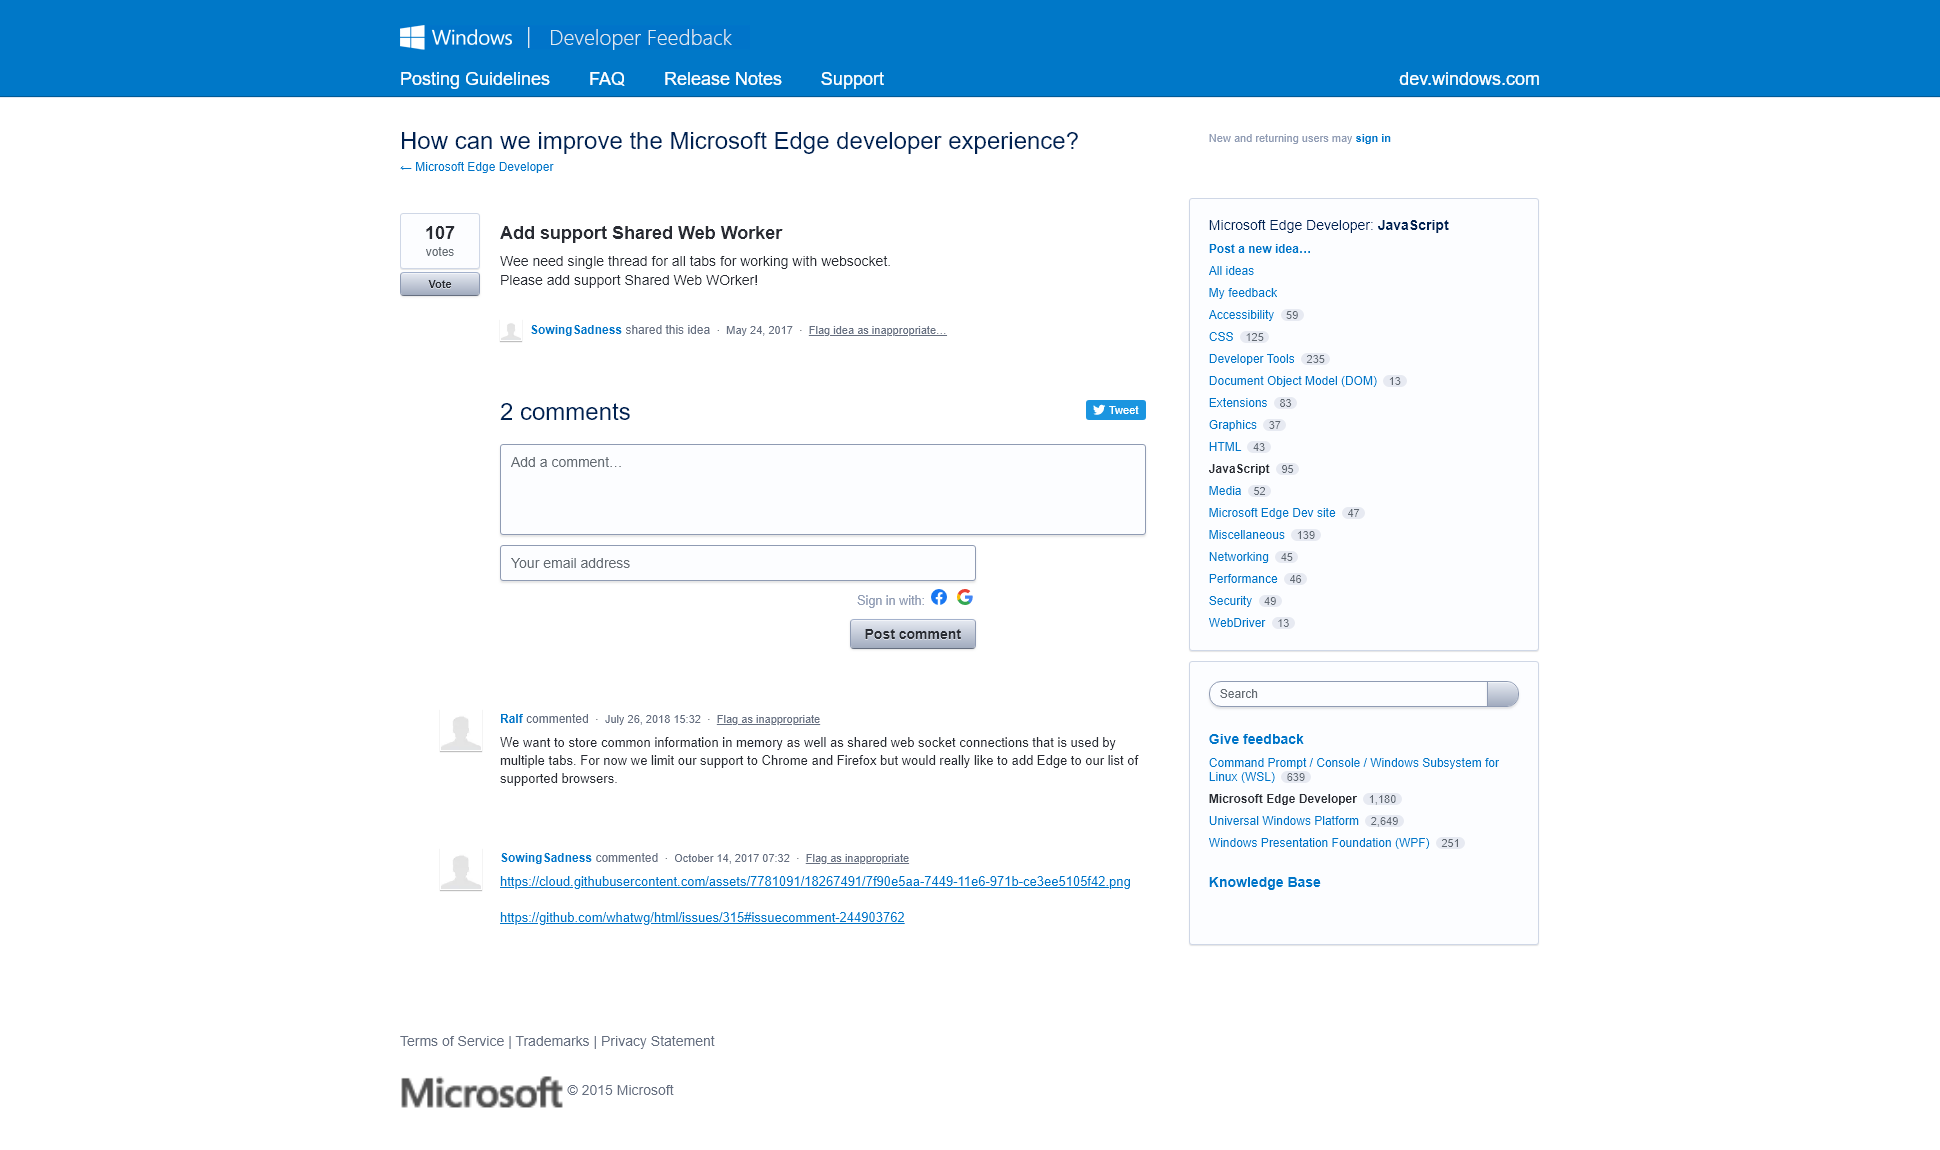 Windows | Developer Feedback
Posting Guidelines FAQ Release Notes Support dev.windows.com
How can we improve the Microsoft Edge developer experience?
← Microsoft Edge Developer
New and returning users may sign in
107
votes
Vote
Add support Shared Web Worker
Wee need single thread for all tabs for working with websocket.
Please add support Shared Web WOrker!
SowingSadness shared this idea · May 24, 2017 · Flag idea as inappropriate…
2 comments
Tweet
Add a comment…
Your email address
Sign in with:
Post comment
Ralf commented · July 26, 2018 15:32 · Flag as inappropriate
We want to store common information in memory as well as shared web socket connections that is used by
multiple tabs. For now we limit our support to Chrome and Firefox but would really like to add Edge to our list of
supported browsers.
SowingSadness commented · October 14, 2017 07:32 · Flag as inappropriate
https://cloud.githubusercontent.com/assets/7781091/18267491/7f90e5aa-7449-11e6-971b-ce3ee5105f42.png
https://github.com/whatwg/html/issues/315#issuecomment-244903762
Microsoft Edge Developer: JavaScript
Post a new idea…
All ideas
My feedback
Accessibility 59
CSS 125
Developer Tools 235
Document Object Model (DOM) 13
Extensions 83
Graphics 37
HTML 43
JavaScript 95
Media 52
Microsoft Edge Dev site 47
Miscellaneous 139
Networking 45
Performance 46
Security 49
WebDriver 13
Search
Give feedback
Command Prompt / Console / Windows Subsystem for
Linux (WSL) 639
Microsoft Edge Developer 1,180
Universal Windows Platform 2,649
Windows Presentation Foundation (WPF) 251
Knowledge Base
Terms of Service | Trademarks | Privacy Statement
Microsoft © 2015 Microsoft